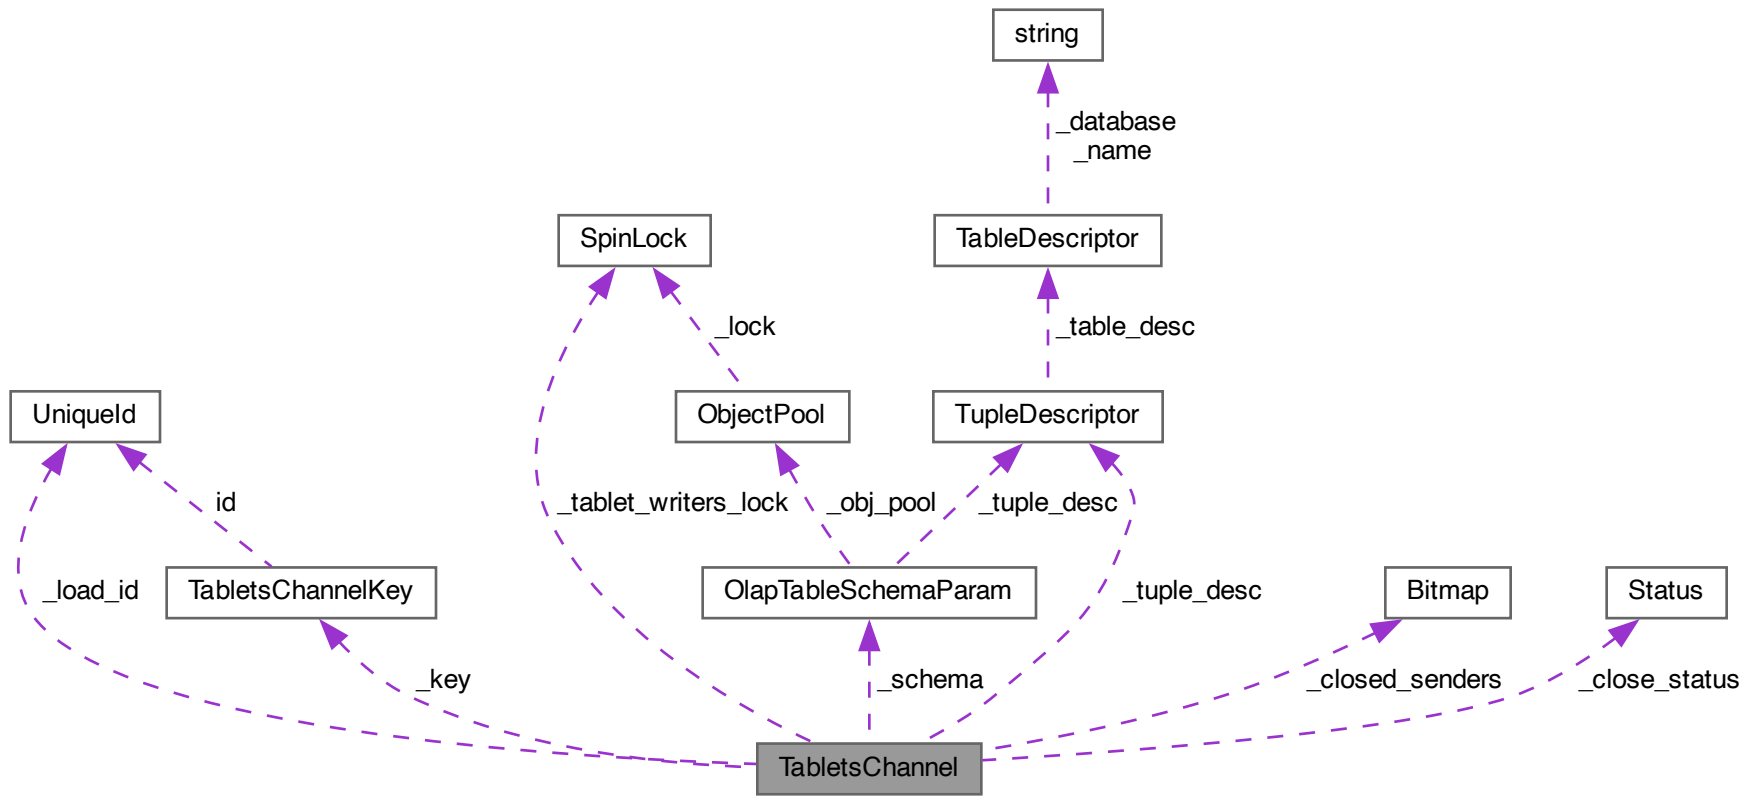 string
_database
_name
SpinLock
TableDescriptor
_lock
_table_desc
UniqueId
ObjectPool
TupleDescriptor
id
_tablet_writers_lock
_obj_pool
_tuple_desc
_load_id
TabletsChannelKey
OlapTableSchemaParam
_tuple_desc
Bitmap
Status
_key
_schema
_closed_senders
_close_status
TabletsChannel